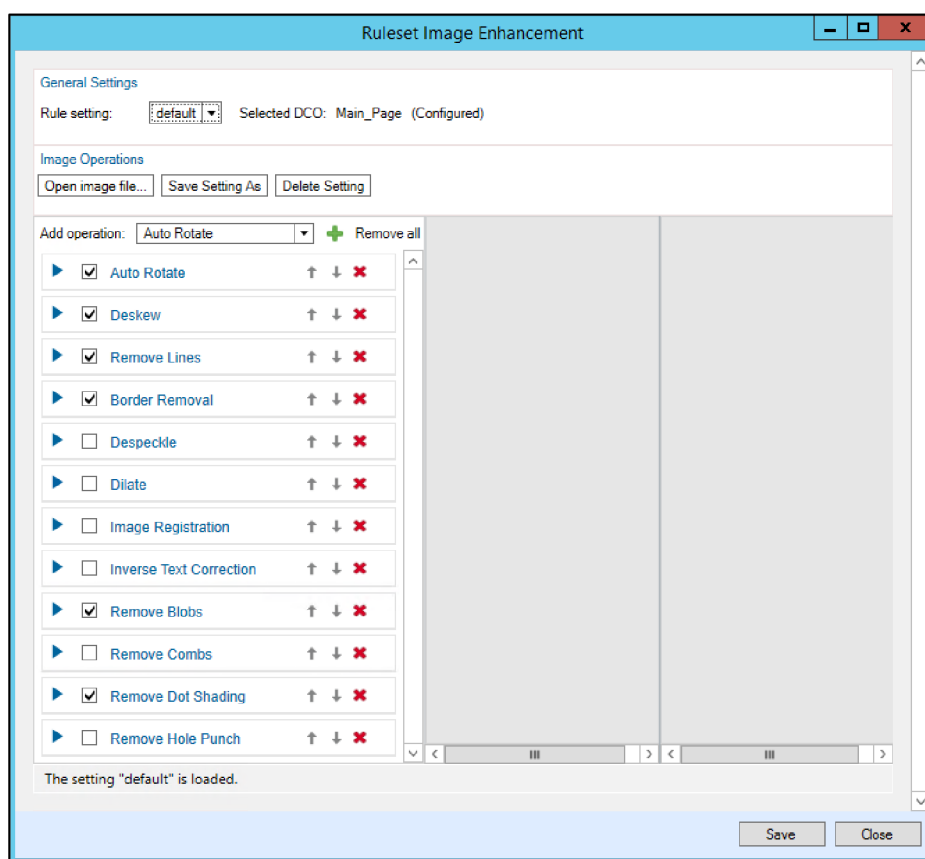 Ruleset Image Enhancement
General Settings
Rule setting: default Selected DCO: Main_Page (Configured)
Image Operations
Open image file... Save Setting As Delete Setting
Add operation: Auto Rotate Remove all
Auto Rotate
Deskew
Remove Lines
Border Removal
Despeckle
Dilate
Image Registration
Inverse Text Correction
Remove Blobs
Remove Combs
Remove Dot Shading
Remove Hole Punch
The setting "default" is loaded.
Save Close